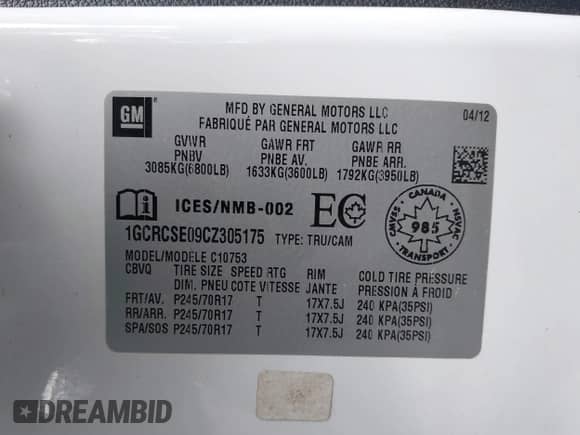 GM
MFD BY GENERAL MOTORS LLC
FABRIQUÉ PAR GENERAL MOTORS LLC
04/12
GVWR GAWR FRT GAWR RR
PNBV PNBE AV. PNBE ARR.
3085KG(6800LB) 1633KG(3600LB) 1792KG(3950LB)
ICES/NMB-002 EC
CANADA
985
TRANSPORT
NSVAC
SSVAC
1GCRCSE09CZ305175 TYPE: TRU/CAM
MODEL/MODELE C10753
CBVQ TIRE SIZE SPEED RTG RIM COLD TIRE PRESSURE
DIM. PNEU COTE VITESSE JANTE PRESSION À FROID
FRT/AV. P245/70R17 T 17X7.5J 240 KPA(35PSI)
RR/ARR. P245/70R17 T 17X7.5J 240 KPA(35PSI)
SPA/SOS P245/70R17 T 17X7.5J 240 KPA(35PSI)
DREAMBID